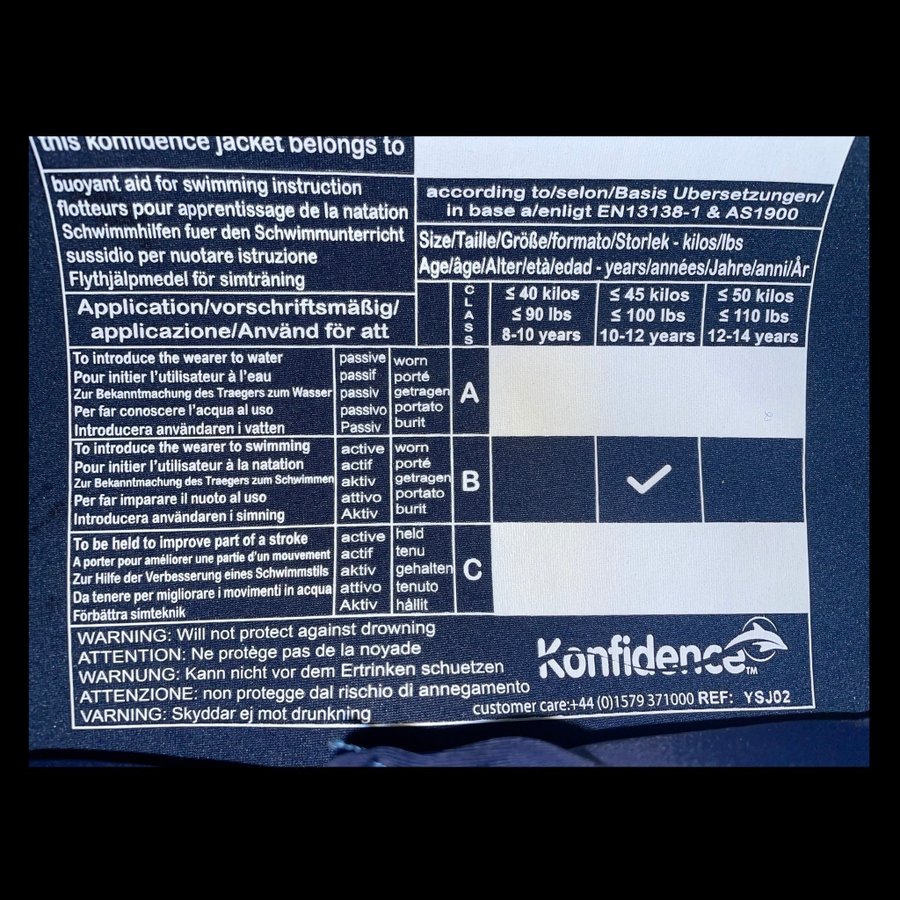 this Konfidence jacket belongs to
buoyant aid for swimming instruction
flotteurs pour apprentissage de la natation
Schwimmhilfen fuer den Schwimmunterricht
sussidio per nuotare istruzione
Flythjälpmedel för simträning
according to/selon/Basis Ubersetzungen/
in base a/enligt EN13138-1 & AS1900
Size/Taille/Größe/formato/Storlek - kilos/lbs
Age/âge/Alter/età/edad - years/années/Jahre/anni/År
Application/vorschriftsmäßig/
applicazione/Använd för att
CLASS
≤ 40 kilos
≤ 90 lbs
8-10 years
≤ 45 kilos
≤ 100 lbs
10-12 years
≤ 50 kilos
≤ 110 lbs
12-14 years
To introduce the wearer to water passive worn
Pour initier l'utilisateur à l'eau passif porté
Zur Bekanntmachung des Traegers zum Wasser passiv getragen
Per far conoscere l'acqua al uso passivo portato
Introducera användaren i vatten Passiv burit
A
To introduce the wearer to swimming active worn
Pour initier l'utilisateur à la natation actif porté
Zur Bekanntmachung des Traegers zum Schwimmen aktiv getragen
Per far imparare il nuoto al uso attivo portato
Introducera användaren i simning Aktiv burit
B ✓
To be held to improve part of a stroke active held
A porter pour améliorer une partie d'un mouvement actif tenu
Zur Hilfe der Verbesserung eines Schwimmstils aktiv gehalten
Da tenere per migliorare i movimenti in acqua attivo tenuto
Förbättra simteknik Aktiv hållit
C
WARNING: Will not protect against drowning
ATTENTION: Ne protège pas de la noyade
WARNUNG: Kann nicht vor dem Ertrinken schuetzen
ATTENZIONE: non protegge dal rischio di annegamento
VARNING: Skyddar ej mot drunkning
Konfidence™
customer care:+44 (0)1579 371000 REF: YSJ02